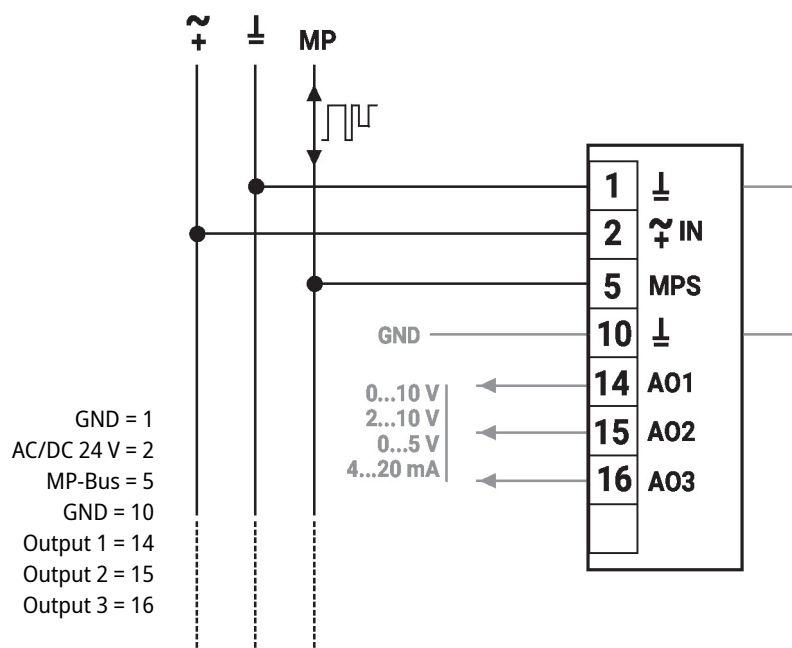 ~
+ ⊥ MP
1 ⊥
2 ~
+ IN
5 MPS
GND 10 ⊥
14 AO1
15 AO2
16 AO3
0...10 V
2...10 V
0...5 V
4...20 mA
GND = 1
AC/DC 24 V = 2
MP-Bus = 5
GND = 10
Output 1 = 14
Output 2 = 15
Output 3 = 16